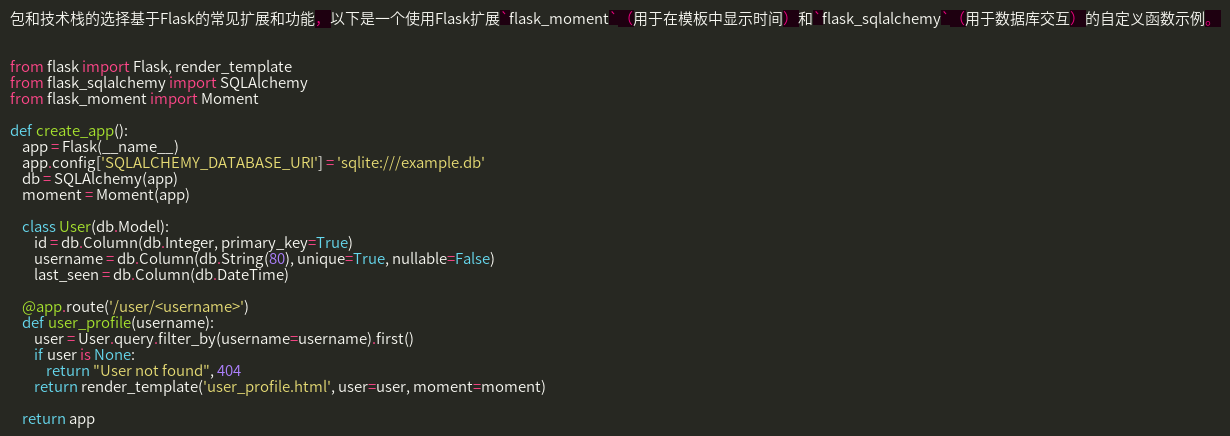 包和技术栈的选择基于Flask的常见扩展和功能，以下是一个使用Flask扩展`flask_moment`（用于在模板中显示时间）和`flask_sqlalchemy`（用于数据库交互）的自定义函数示例。
from flask import Flask, render_template
from flask_sqlalchemy import SQLAlchemy
from flask_moment import Moment
def create_app():
    app = Flask(__name__)
    app.config['SQLALCHEMY_DATABASE_URI'] = 'sqlite:///example.db'
    db = SQLAlchemy(app)
    moment = Moment(app)
    class User(db.Model):
        id = db.Column(db.Integer, primary_key=True)
        username = db.Column(db.String(80), unique=True, nullable=False)
        last_seen = db.Column(db.DateTime)
    @app.route('/user/<username>')
    def user_profile(username):
        user = User.query.filter_by(username=username).first()
        if user is None:
            return "User not found", 404
        return render_template('user_profile.html', user=user, moment=moment)
    return app